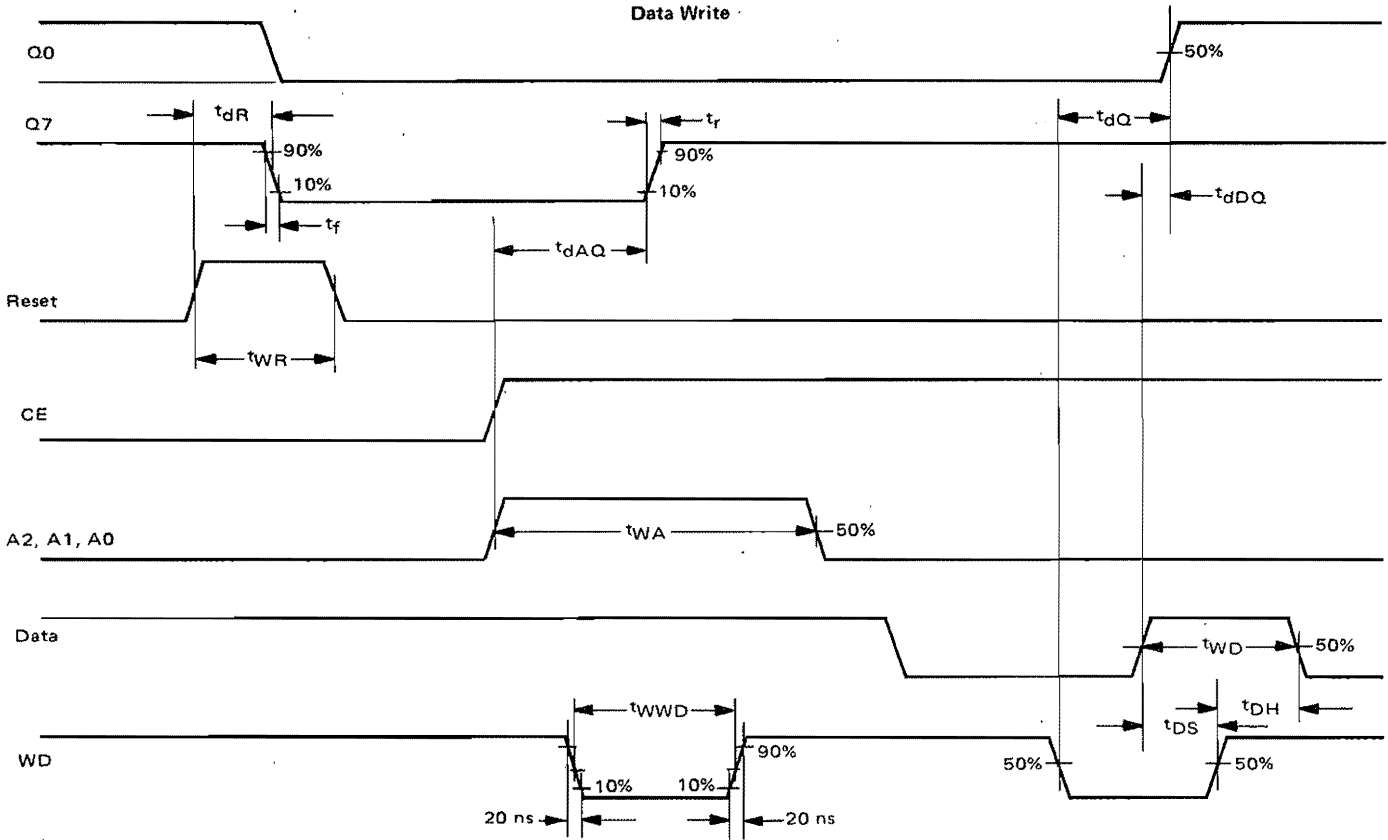 Data Write
Q0
50%
tdR
tr
tdQ
Q7
90%
90%
10%
10%
tf
tdDQ
tdAQ
Reset
tWR
CE
tWA
50%
A2, A1, A0
Data
tWD
50%
tWWD
tDH
tDS
WD
90%
50%
50%
10%
10%
20 ns
20 ns